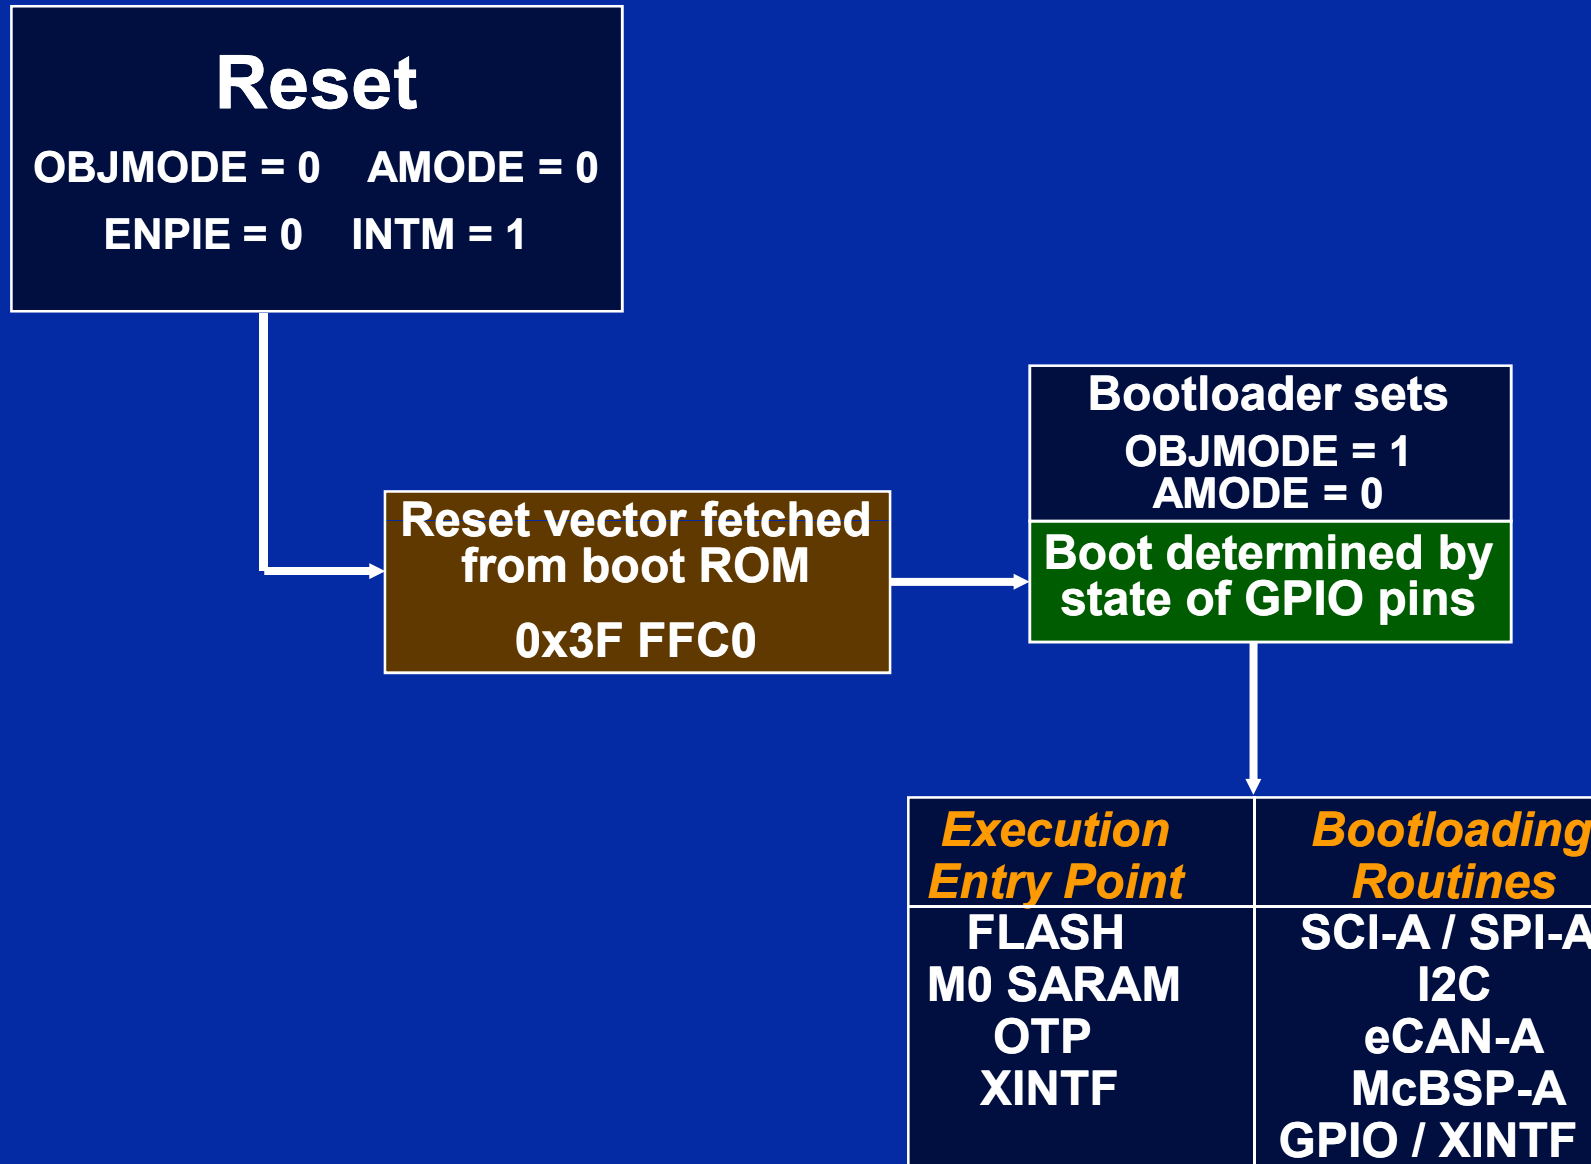 Reset
OBJMODE = 0 AMODE = 0
ENPIE = 0 INTM = 1
Reset vector fetched
from boot ROM
0x3F FFC0
Bootloader sets
OBJMODE = 1
AMODE = 0
Boot determined by
state of GPIO pins
Execution
Entry Point
FLASH
M0 SARAM
OTP
XINTF
Bootloading
Routines
SCI-A / SPI-A
I2C
eCAN-A
McBSP-A
GPIO / XINTF